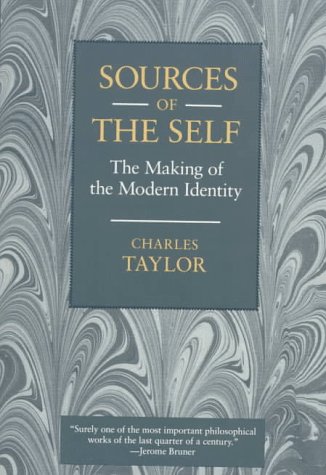 SOURCES
OF
THE SELF
The Making of
the Modern Identity
CHARLES
TAYLOR
"Surely one of the most important philosophical
works of the last quarter of a century."
—Jerome Bruner